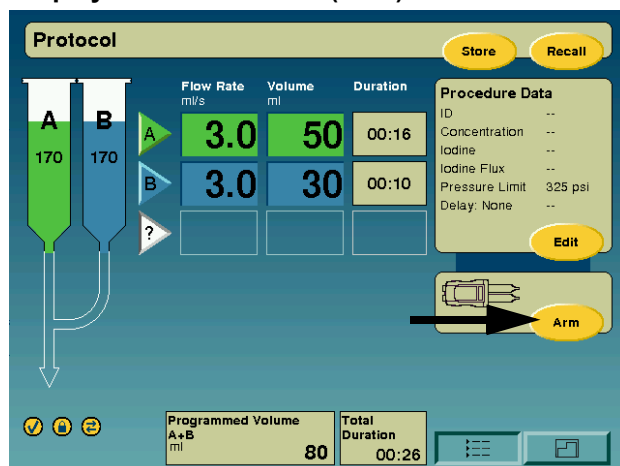 Protocol
Store
Recall
Flow Rate
ml/s
Volume
ml
Duration
A
B
170
170
A
3.0
50
00:16
B
3.0
30
00:10
?
Procedure Data
ID --
Concentration --
Iodine --
Iodine Flux --
Pressure Limit 325 psi
Delay: None --
Edit
Arm
Programmed Volume
A+B
ml
80
Total
Duration
00:26